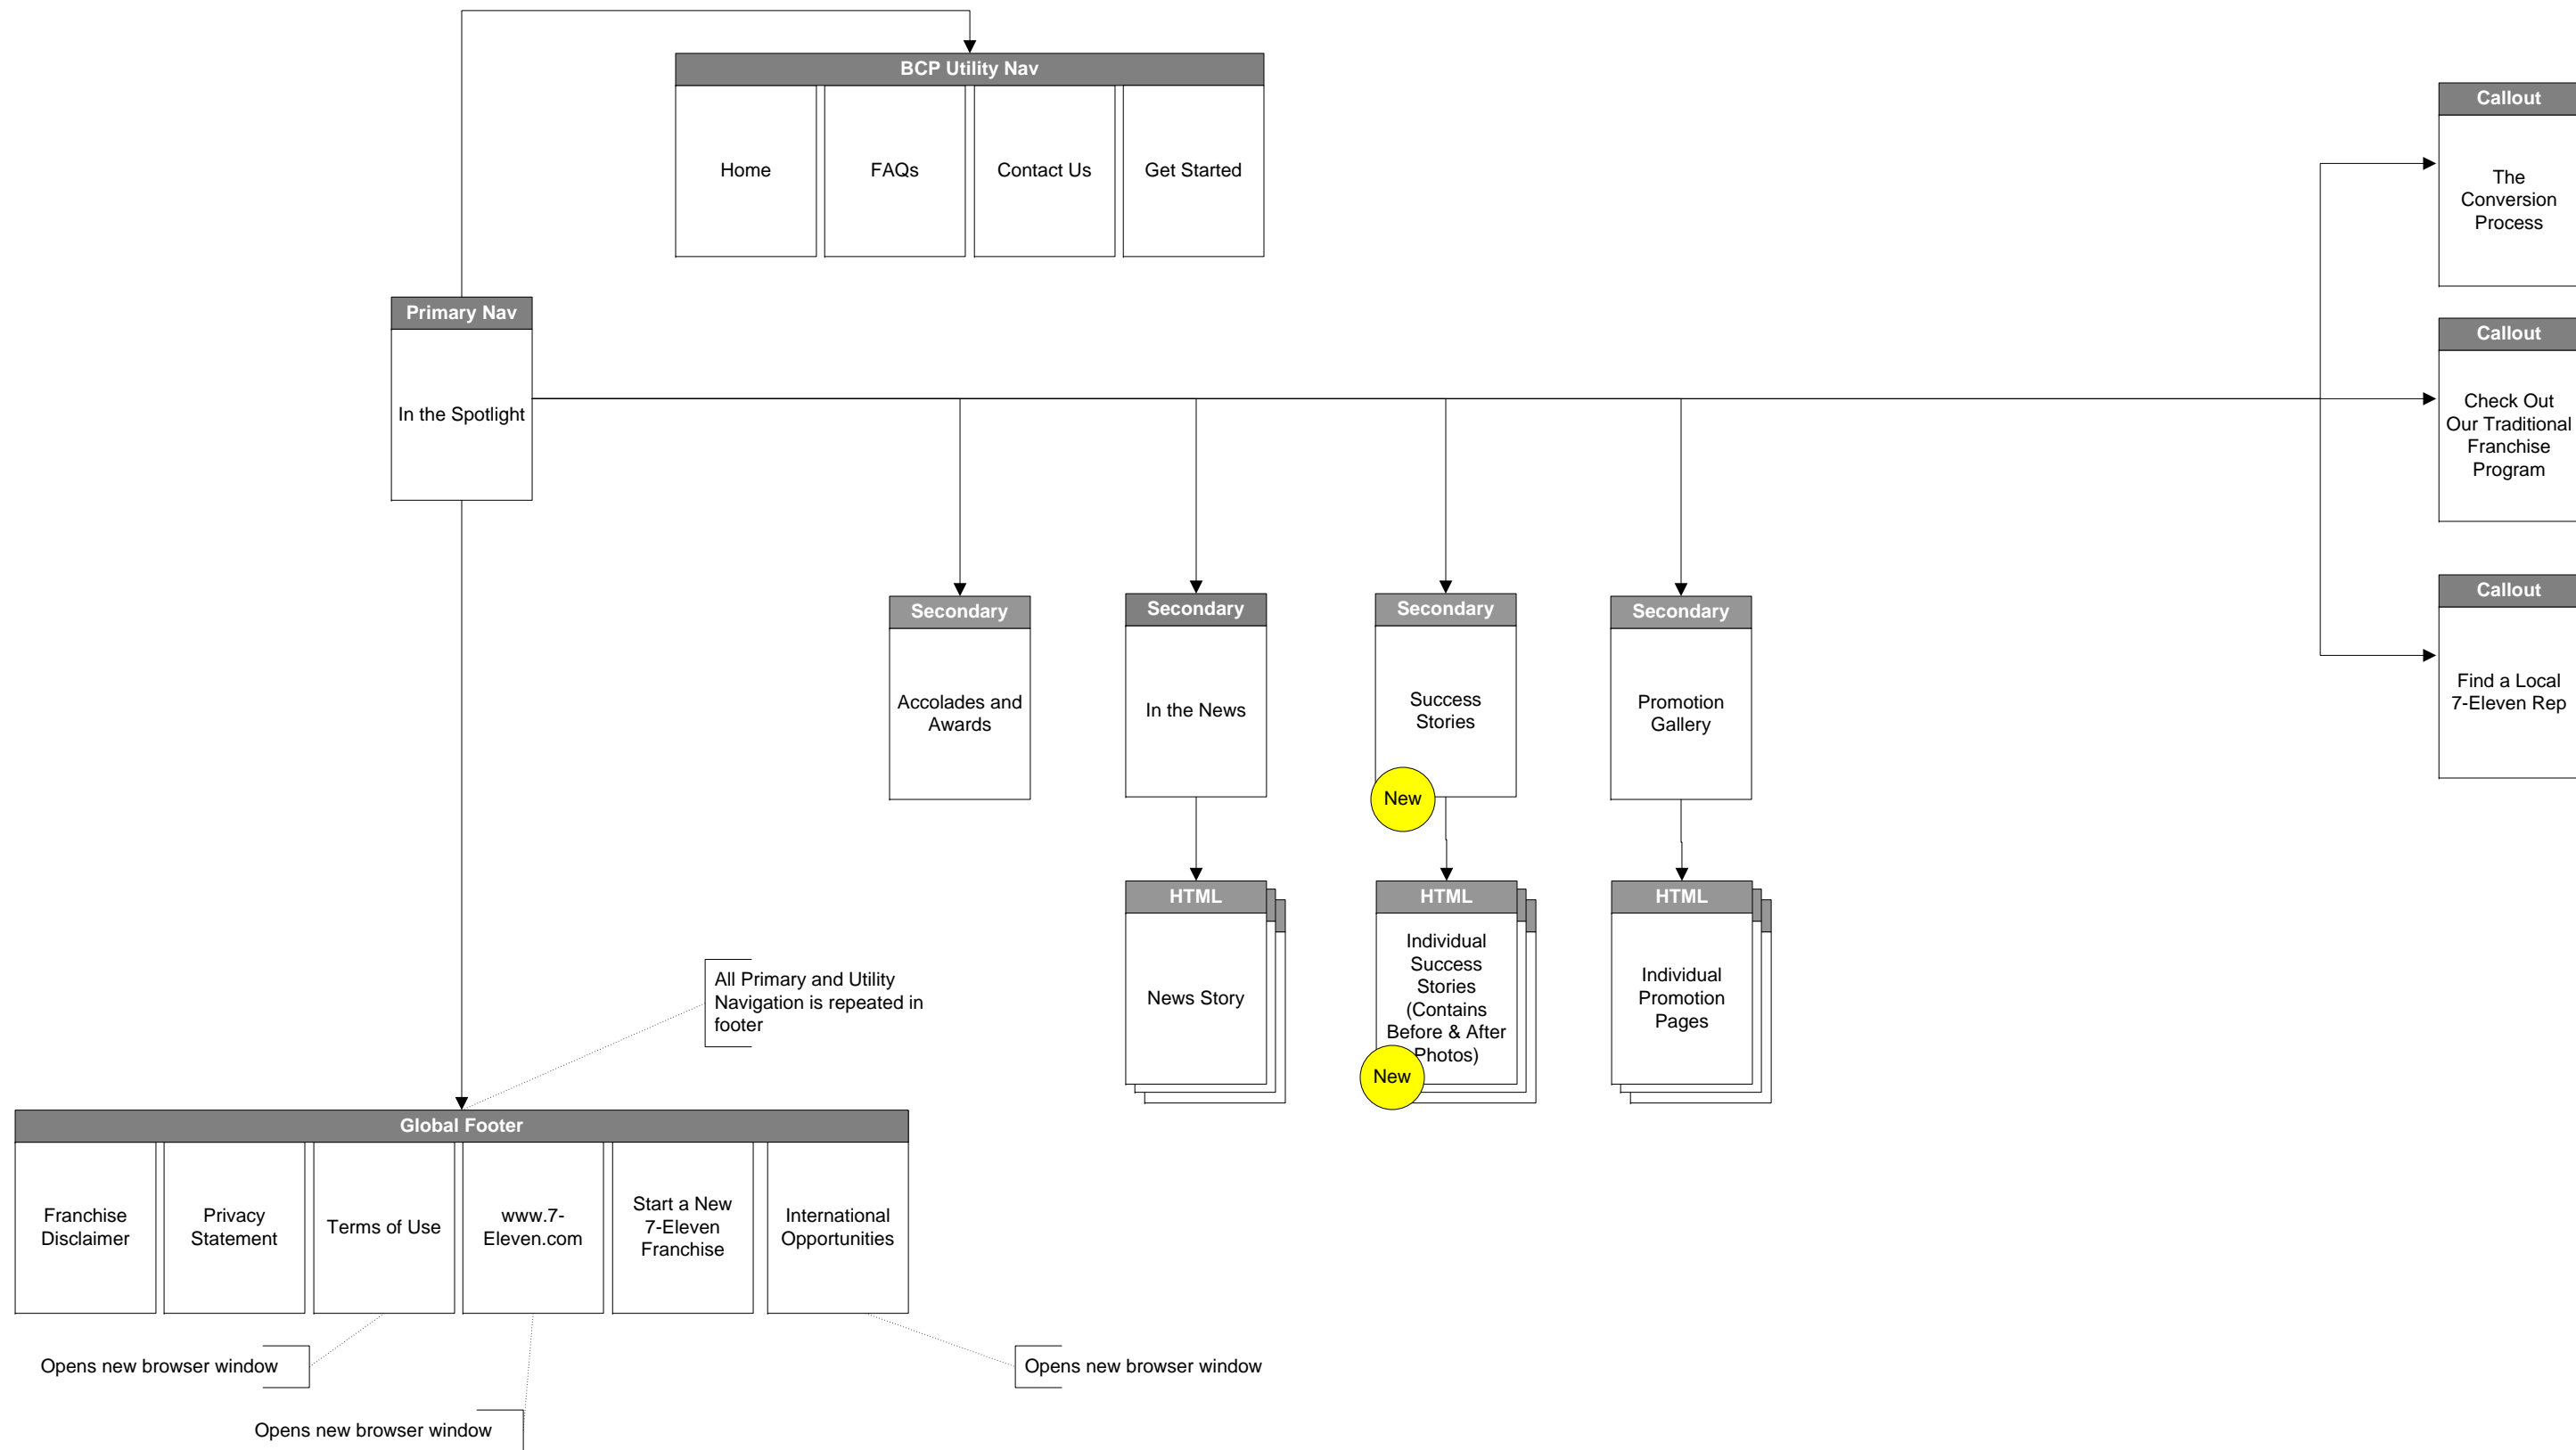 BCP Utility Nav
Home
FAQs
Contact Us
Get Started
Callout
The
Conversion
Process
Primary Nav
In the Spotlight
Callout
Check Out
Our Traditional
Franchise
Program
Callout
Find a Local
7-Eleven Rep
Secondary
Accolades and
Awards
Secondary
In the News
Secondary
Success
Stories
New
Secondary
Promotion
Gallery
HTML
News Story
HTML
Individual
Success
Stories
(Contains
Before & After
Photos)
New
HTML
Individual
Promotion
Pages
All Primary and Utility
Navigation is repeated in
footer
Global Footer
Franchise
Disclaimer
Privacy
Statement
Terms of Use
www.7-
Eleven.com
Start a New
7-Eleven
Franchise
International
Opportunities
Opens new browser window
Opens new browser window
Opens new browser window